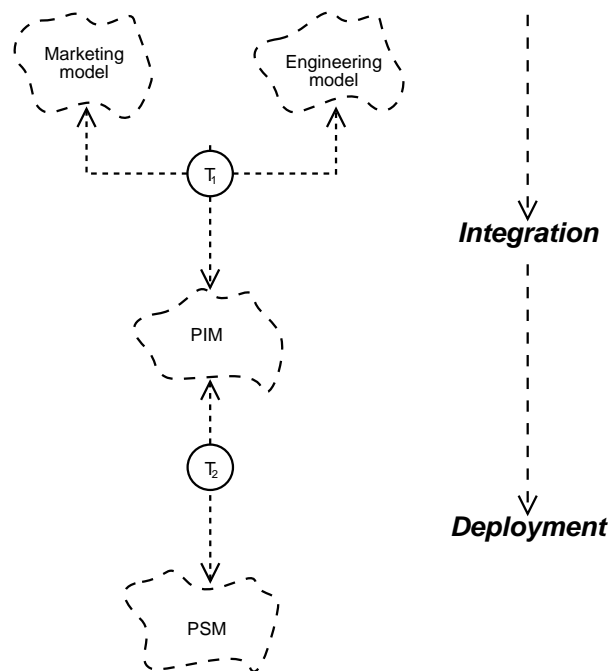 Marketing
model
Engineering
model
T1
Integration
PIM
T2
Deployment
PSM